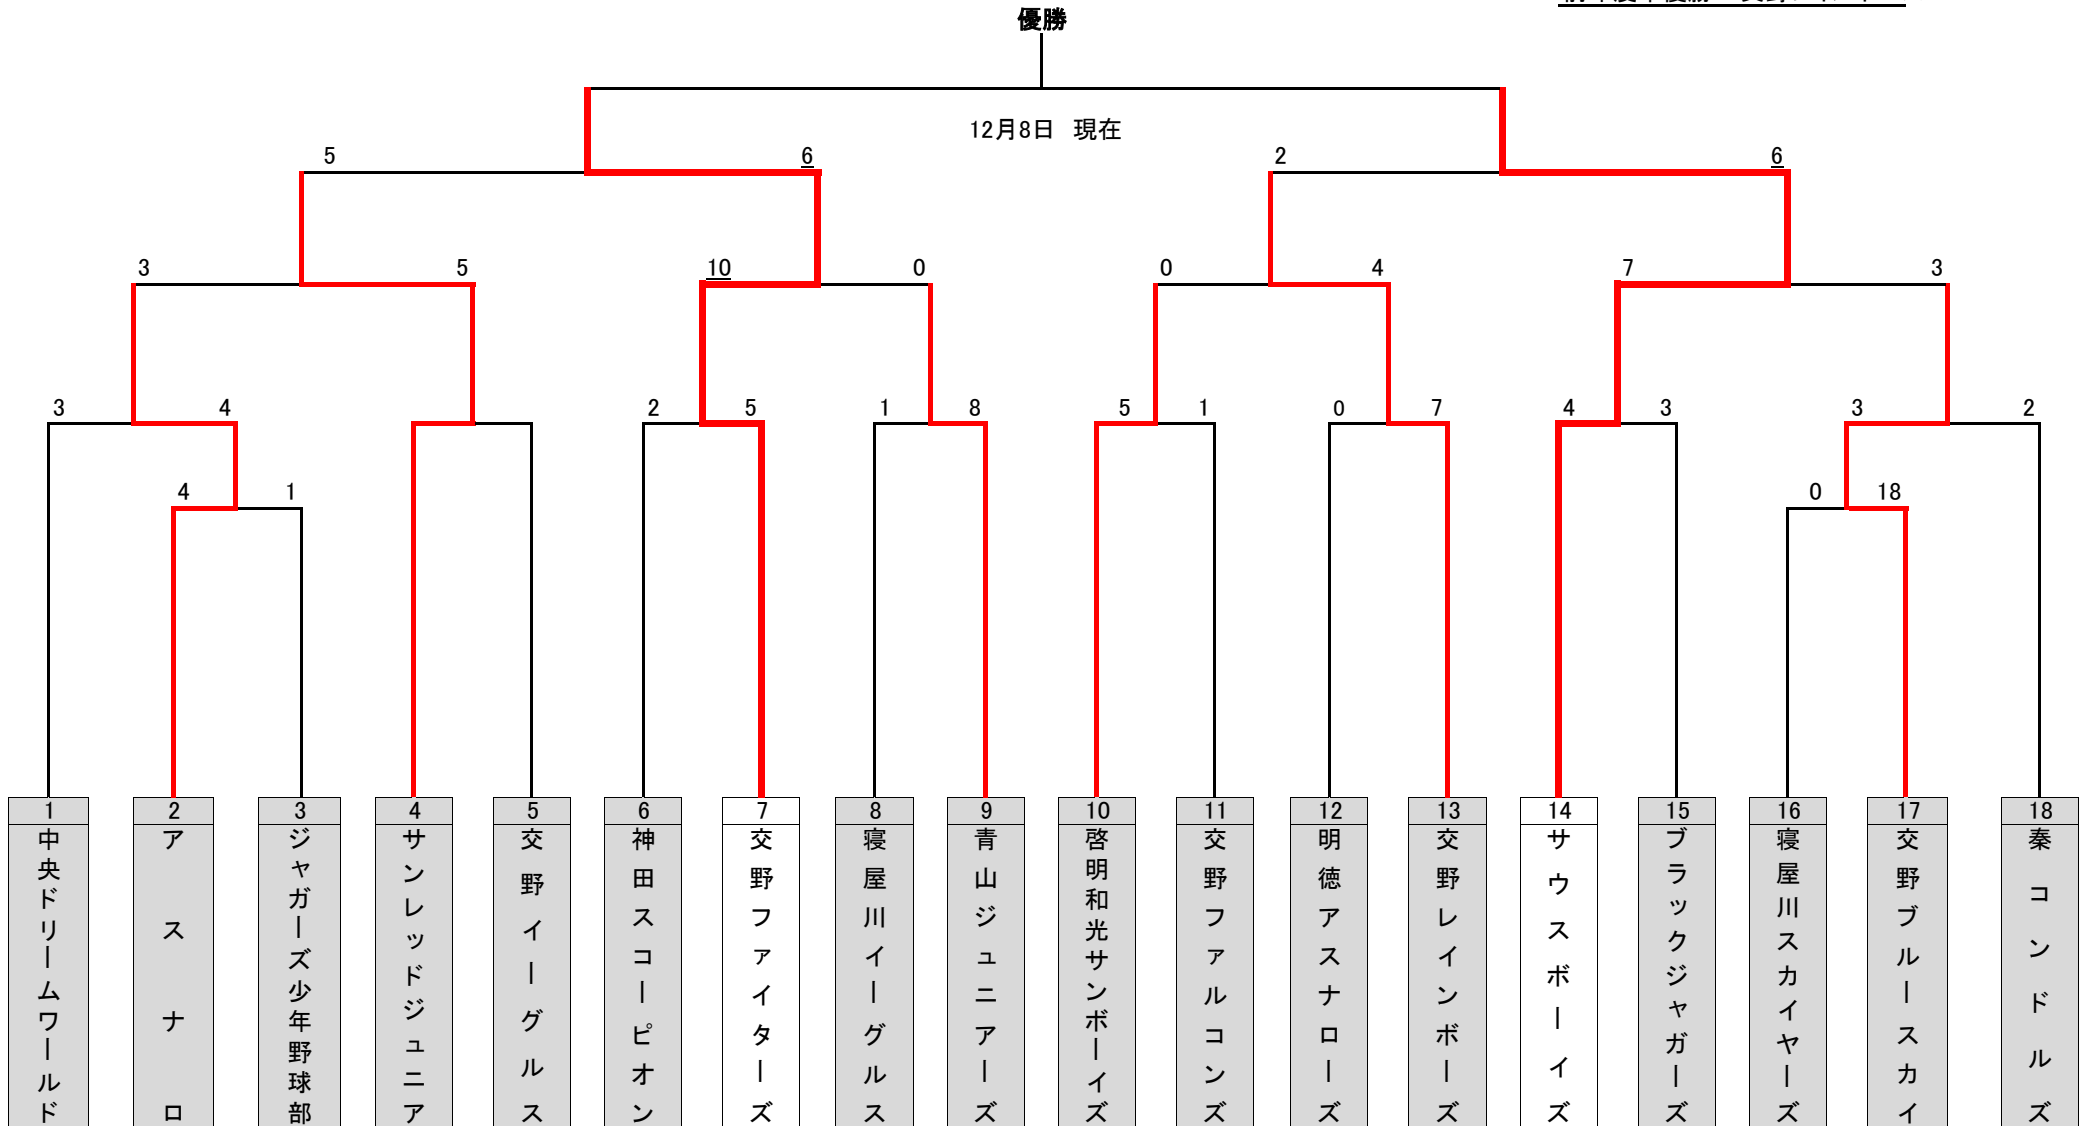 優勝
12月8日 現在
5 6 2 6
3 5 10 0 0 4 7 3
3 4 2 5 1 8 5 1 0 7 4 3 3 2
4 1 0 18
1 2 3 4 5 6 7 8 9 10 11 12 13 14 15 16 17 18
中央ドリームワールド
アスナロ
ジャガーズ少年野球部
サンレッドジュニア
交野イーグルス
神田スコーピオン
交野ファイターズ
寝屋川イーグルス
青山ジュニアーズ
啓明和光サンボーイズ
交野ファルコンズ
明徳アスナローズ
交野レインボーズ
サウスボーイズ
ブラックジャガーズ
寝屋川スカイヤーズ
交野ブルースカイ
秦コンドルズ